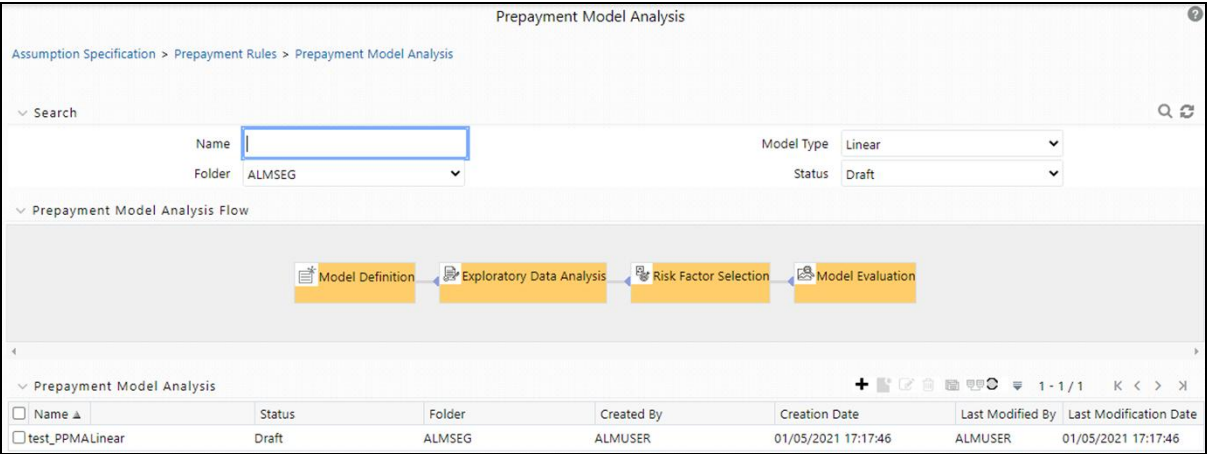 Prepayment Model Analysis
Assumption Specification > Prepayment Rules > Prepayment Model Analysis
Search
Name Model Type Linear
Folder ALMSEG Status Draft
Prepayment Model Analysis Flow
Model Definition Exploratory Data Analysis Risk Factor Selection Model Evaluation
Prepayment Model Analysis 1 - 1 / 1
Name Status Folder Created By Creation Date Last Modified By Last Modification Date
test_PPMALinear Draft ALMSEG ALMUSER 01/05/2021 17:17:46 ALMUSER 01/05/2021 17:17:46